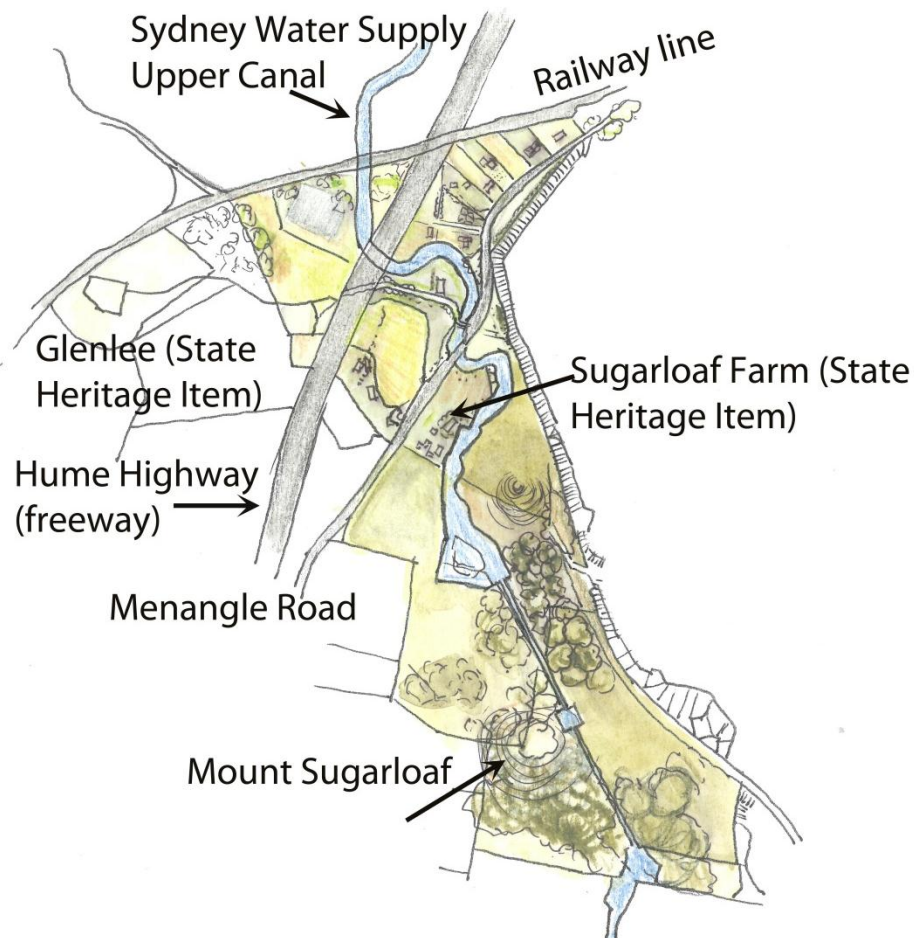 Sydney Water Supply
Upper Canal
Railway line
Glenlee (State
Heritage Item)
Sugarloaf Farm (State
Heritage Item)
Hume Highway
(freeway)
Menangle Road
Mount Sugarloaf